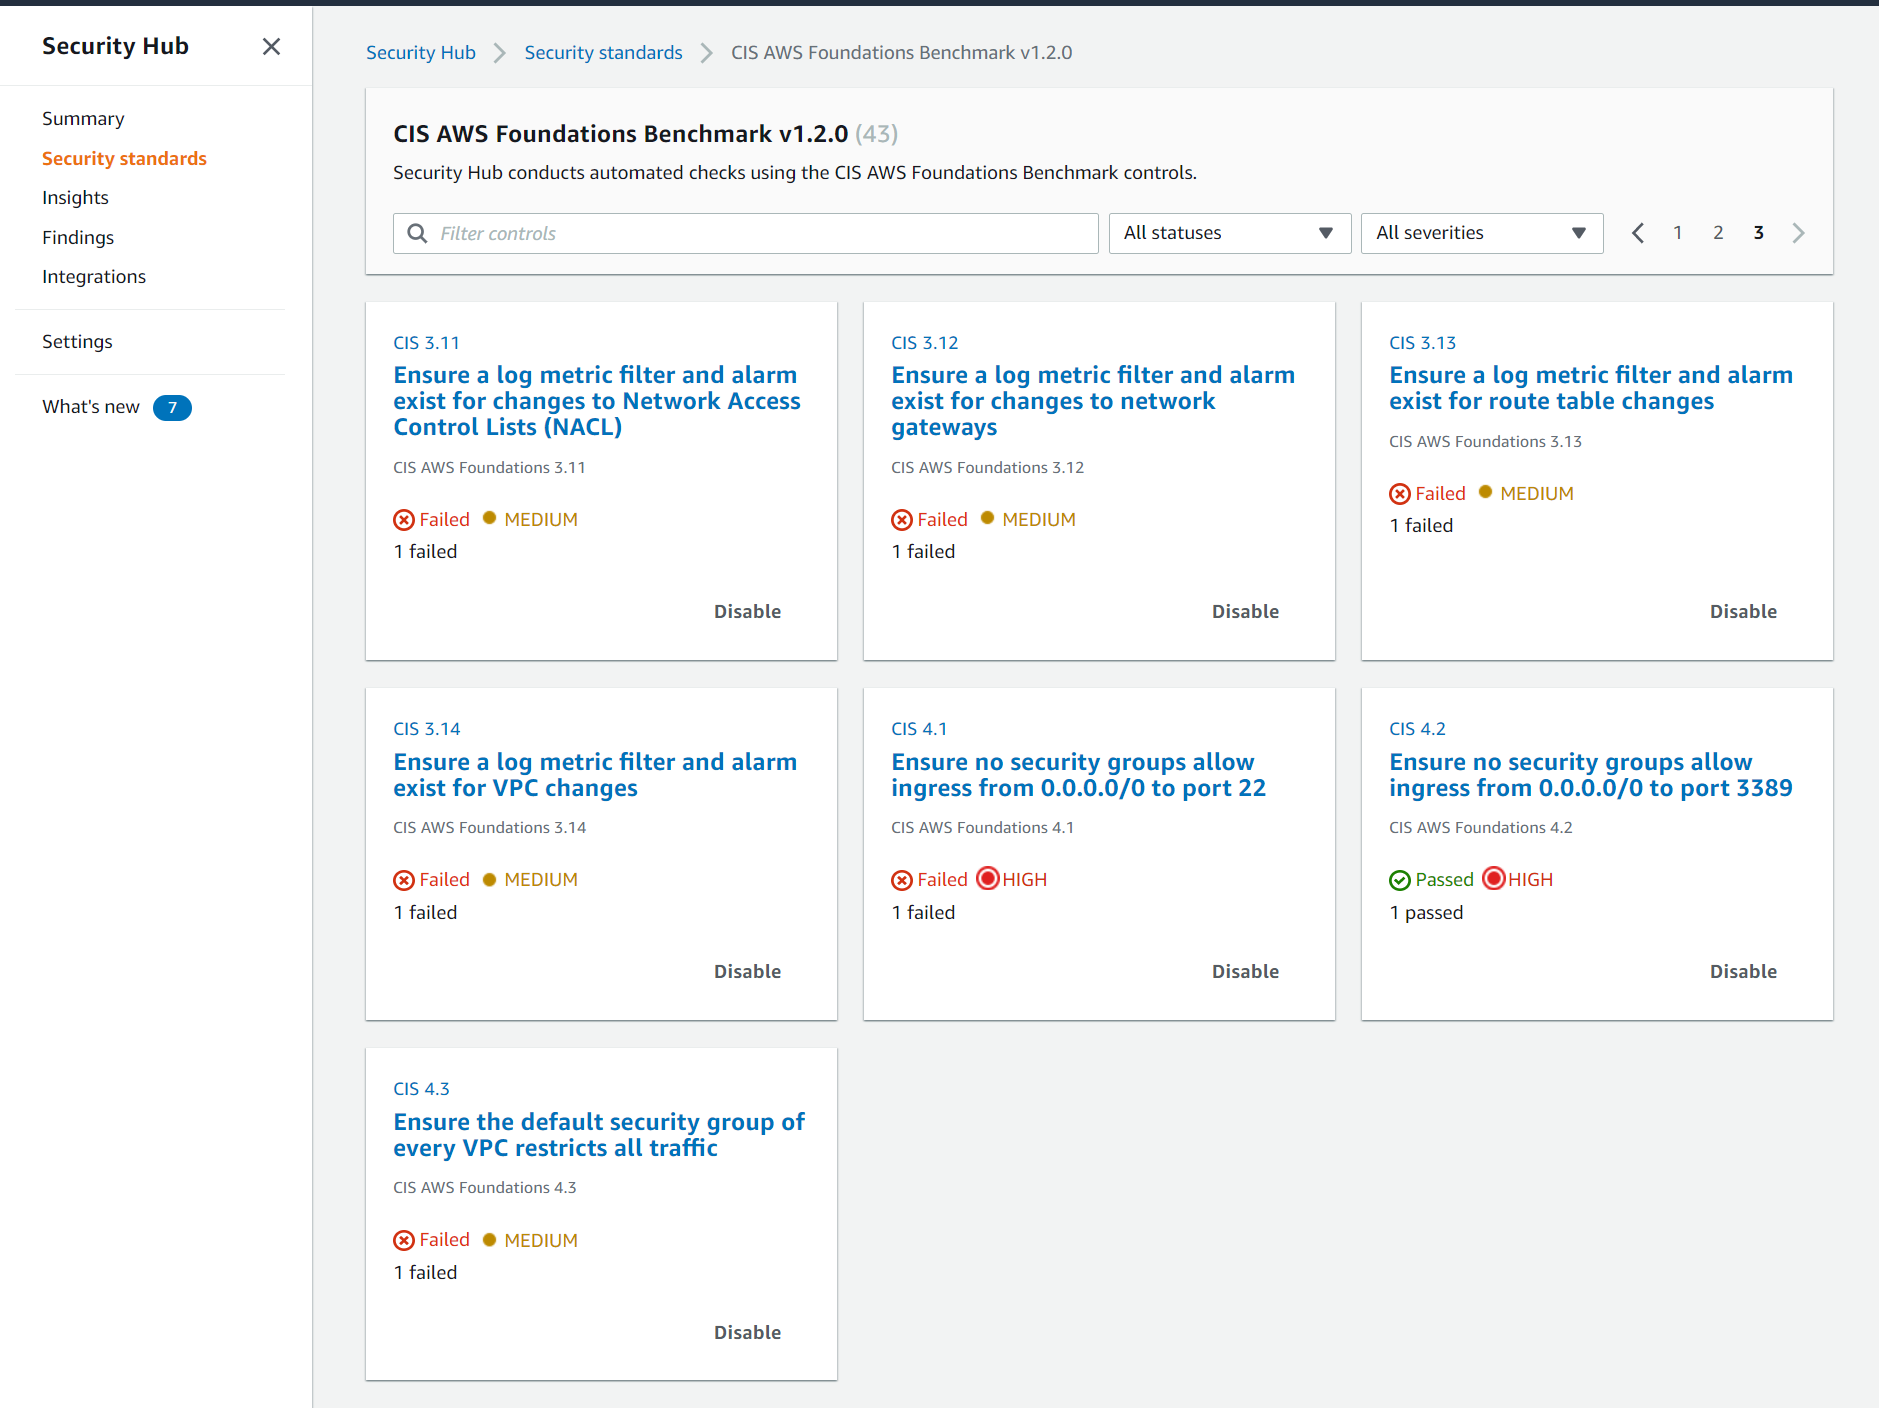 Security Hub
Summary
Security standards
Insights
Findings
Integrations
Settings
What's new 7
Security Hub Security standards CIS AWS Foundations Benchmark v1.2.0
CIS AWS Foundations Benchmark v1.2.0 (43)
Security Hub conducts automated checks using the CIS AWS Foundations Benchmark controls.
Filter controls All statuses All severities 1 2 3
CIS 3.11
Ensure a log metric filter and alarm
exist for changes to Network Access
Control Lists (NACL)
CIS AWS Foundations 3.11
Failed MEDIUM
1 failed
Disable
CIS 3.12
Ensure a log metric filter and alarm
exist for changes to network
gateways
CIS AWS Foundations 3.12
Failed MEDIUM
1 failed
Disable
CIS 3.13
Ensure a log metric filter and alarm
exist for route table changes
CIS AWS Foundations 3.13
Failed MEDIUM
1 failed
Disable
CIS 3.14
Ensure a log metric filter and alarm
exist for VPC changes
CIS AWS Foundations 3.14
Failed MEDIUM
1 failed
Disable
CIS 4.1
Ensure no security groups allow
ingress from 0.0.0.0/0 to port 22
CIS AWS Foundations 4.1
Failed HIGH
1 failed
Disable
CIS 4.2
Ensure no security groups allow
ingress from 0.0.0.0/0 to port 3389
CIS AWS Foundations 4.2
Passed HIGH
1 passed
Disable
CIS 4.3
Ensure the default security group of
every VPC restricts all traffic
CIS AWS Foundations 4.3
Failed MEDIUM
1 failed
Disable